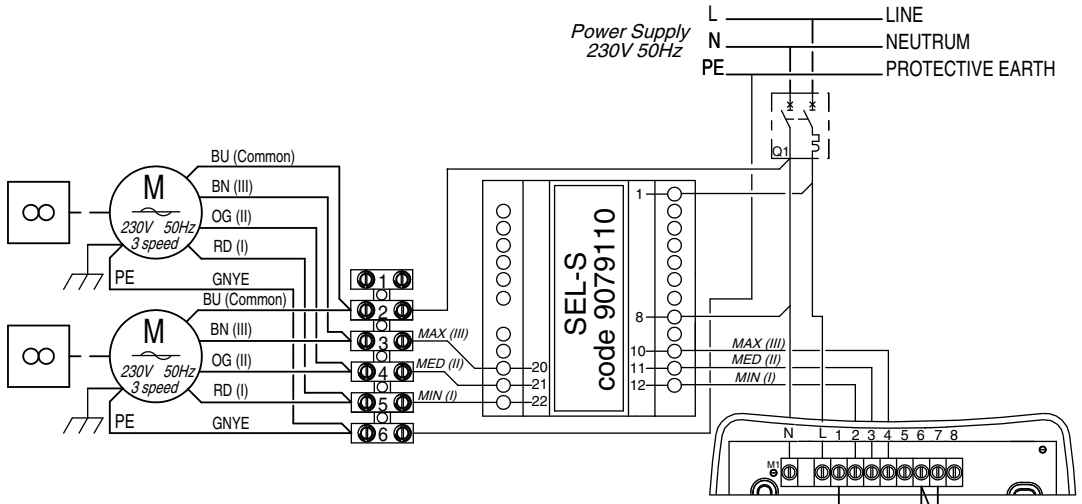 Power Supply
230V 50Hz
L LINE
N NEUTRUM
PE PROTECTIVE EARTH
Q1
BU (Common)
BN (III)
OG (II)
RD (I)
GNYE
PE
M
230V 50Hz
3 speed
BU (Common)
BN (III)
OG (II)
RD (I)
GNYE
PE
M
230V 50Hz
3 speed
1
2
3
4
5
6
MAX (III)
MED (II)
MIN (I)
20
21
22
SEL-S
code 9079110
1
8
10
11
12
MAX (III)
MED (II)
MIN (I)
N L 1 2 3 4 5 6 7 8
M1